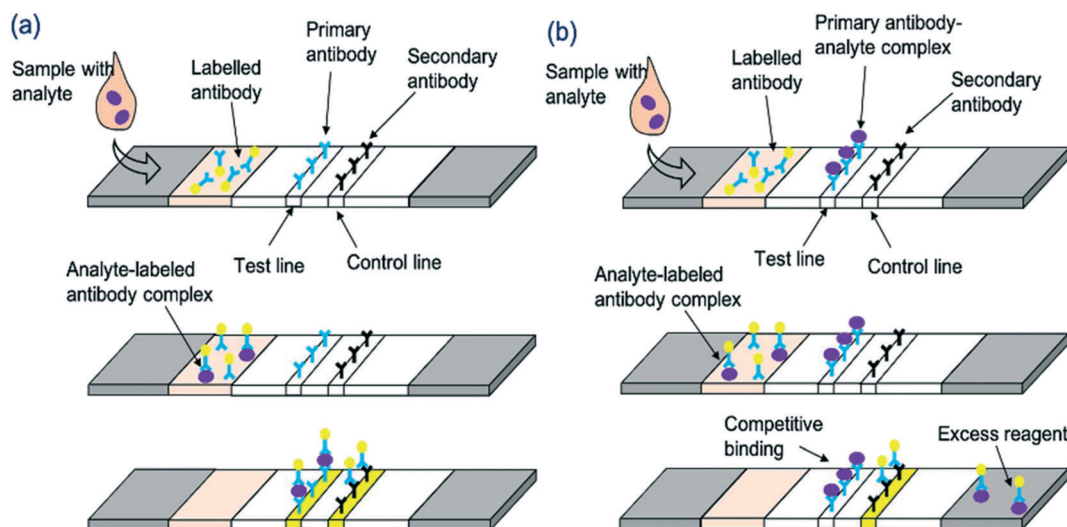 (a)
Sample with
analyte
Labelled
antibody
Primary
antibody
Secondary
antibody
Test line
Control line
Analyte-labeled
antibody complex
(b)
Sample with
analyte
Labelled
antibody
Primary antibody-
analyte complex
Secondary
antibody
Test line
Control line
Analyte-labeled
antibody complex
Competitive
binding
Excess reagent